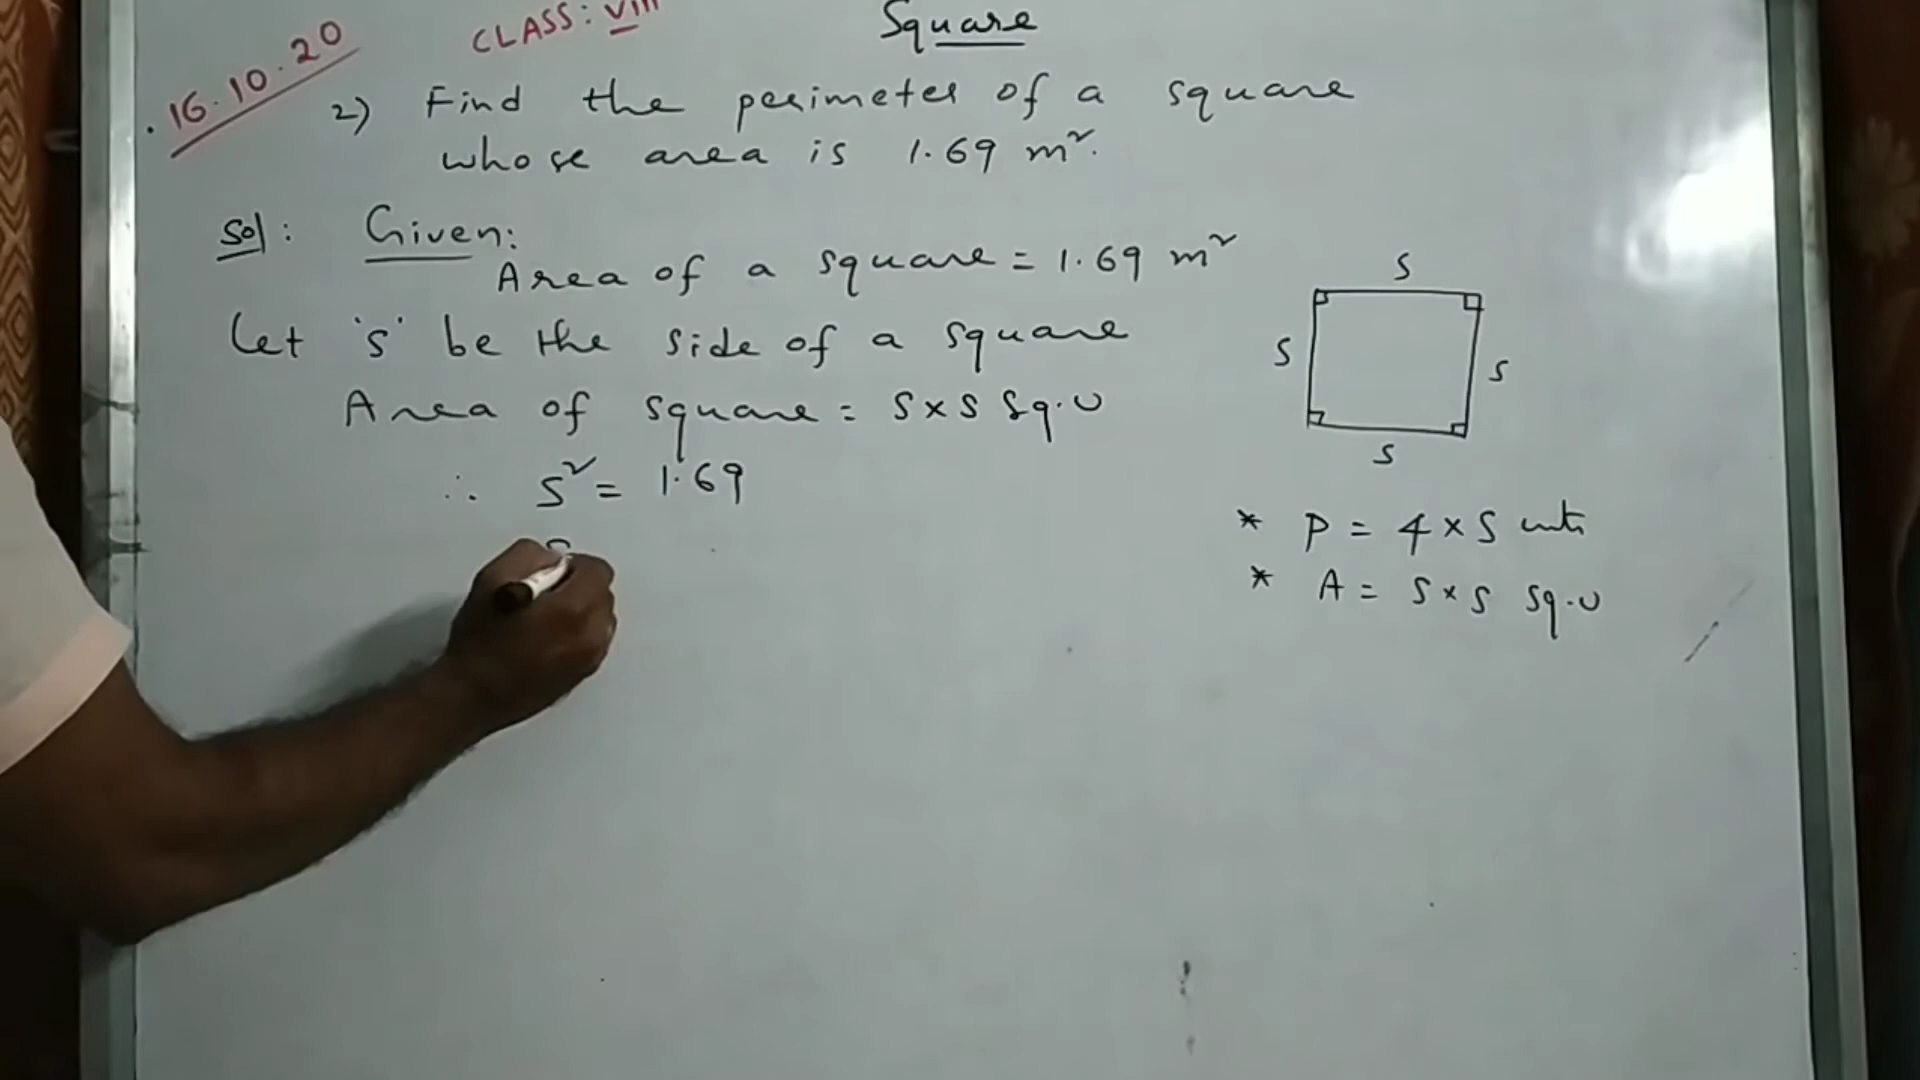 16.10.20
CLASS: VIII
Square
2) Find the perimeter of a square
whose area is 1.69 m².
Sol: Given:
Area of a square = 1.69 m²
Let 's' be the side of a square
Area of square = S×S Sq.U
∴ S² = 1.69
S
S
S
S
S
* P = 4 × S units
* A = S×S Sq.U